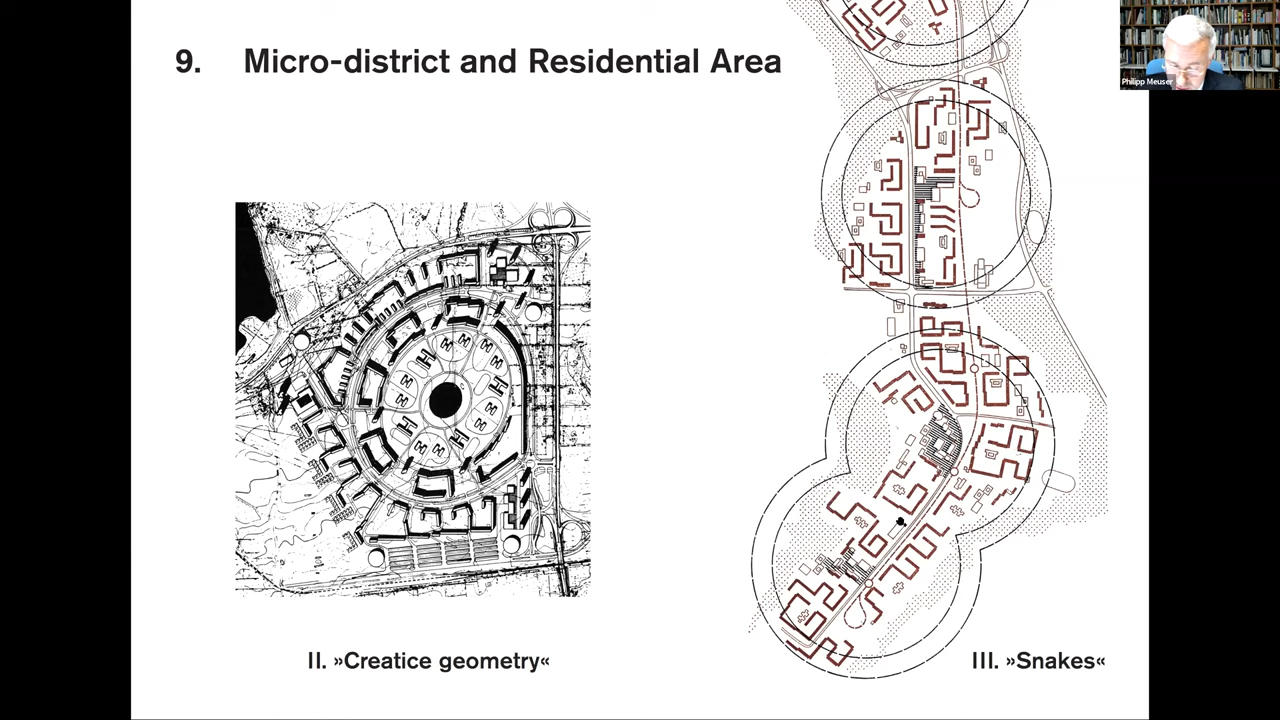 9. Micro-district and Residential Area
Philipp Meuser
II. »Creatice geometry«
III. »Snakes«